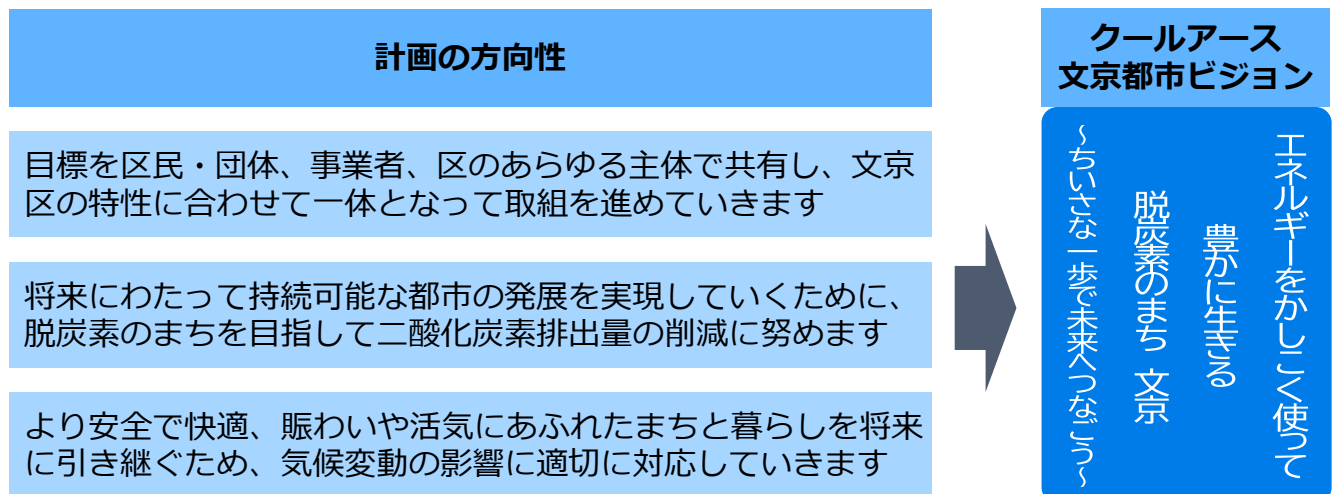 計画の方向性
目標を区民・団体、事業者、区のあらゆる主体で共有し、文京
区の特性に合わせて一体となって取組を進めていきます
将来にわたって持続可能な都市の発展を実現していくために、
脱炭素のまちを目指して二酸化炭素排出量の削減に努めます
より安全で快適、賑わいや活気にあふれたまちと暮らしを将来
に引き継ぐため、気候変動の影響に適切に対応していきます
クールアース
文京都市ビジョン
エネルギーをかしこく使って
豊かに生きる
脱炭素のまち 文京
~ちいさな一歩で未来へつなごう~